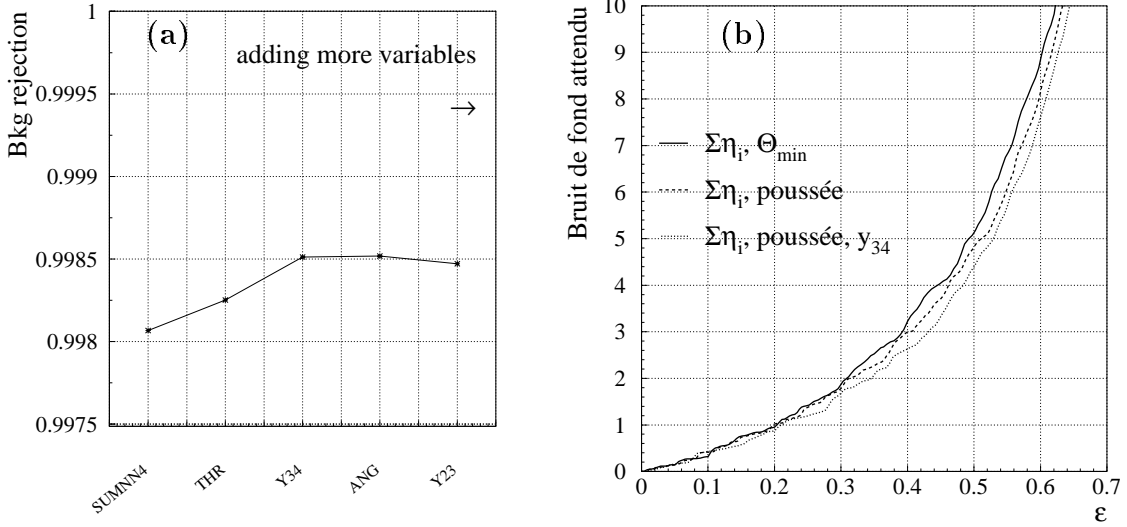 (a)
adding more variables
→
Bkg rejection
1
0.9995
0.999
0.9985
0.998
0.9975
SUMNN4
THR
Y34
ANG
Y23
(b)
Bruit de fond attendu
10
9
8
7
6
5
4
3
2
1
0
Σηi, Θmin
Σηi, poussée
Σηi, poussée, y34
0 0.1 0.2 0.3 0.4 0.5 0.6 0.7
ε